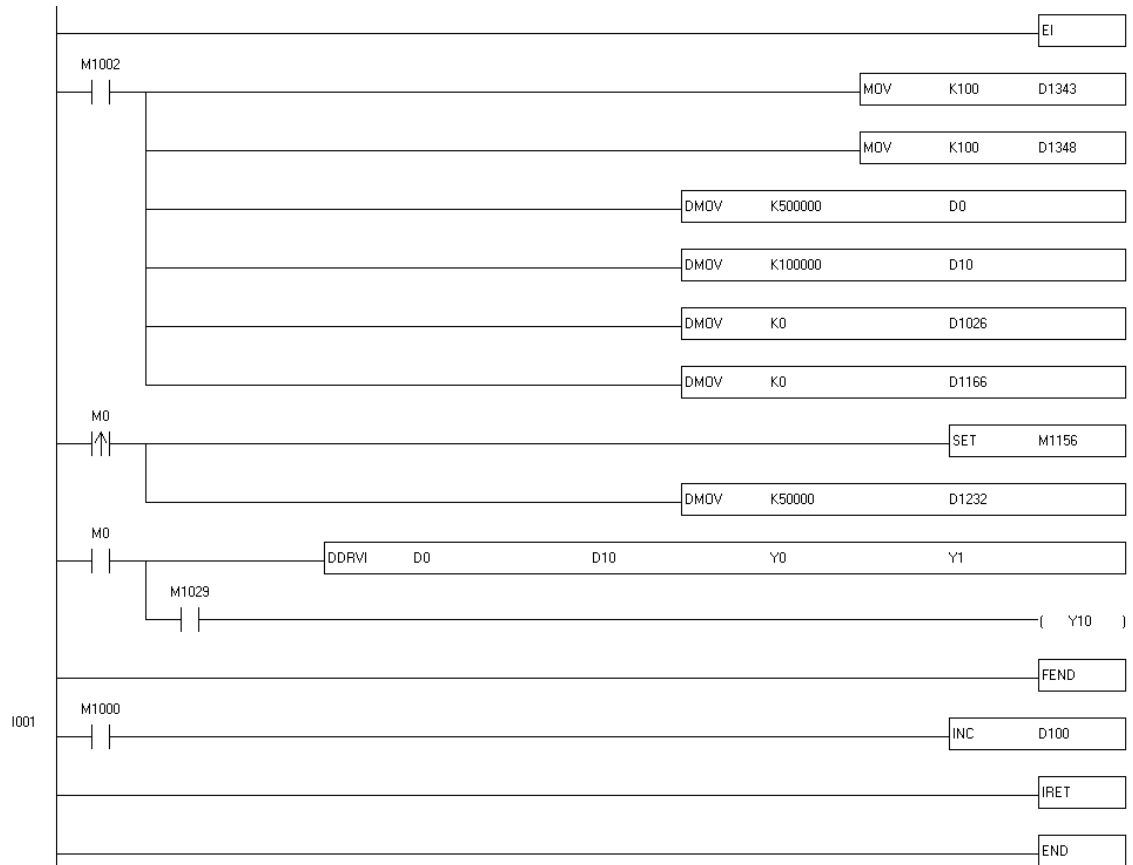 EI
M1002
MOV K100 D1343
MOV K100 D1348
DMOV K500000 D0
DMOV K100000 D10
DMOV K0 D1026
DMOV K0 D1166
M0
SET M1156
DMOV K50000 D1232
M0
DDRVI D0 D10 Y0 Y1
M1029
( Y10 )
FEND
I001
M1000
INC D100
IRET
END